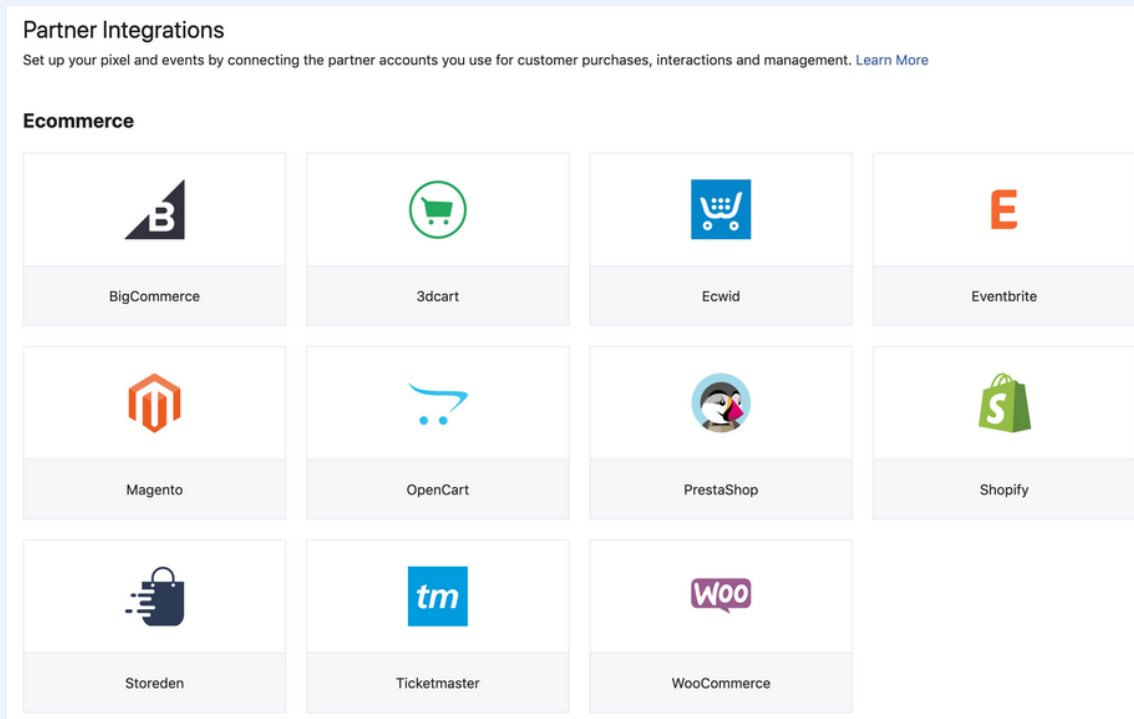 Partner Integrations
Set up your pixel and events by connecting the partner accounts you use for customer purchases, interactions and management. Learn More
Ecommerce
B
E
BigCommerce
3dcart
Ecwid
Eventbrite
S
Magento
OpenCart
PrestaShop
Shopify
tm
WOO
Storeden
Ticketmaster
WooCommerce